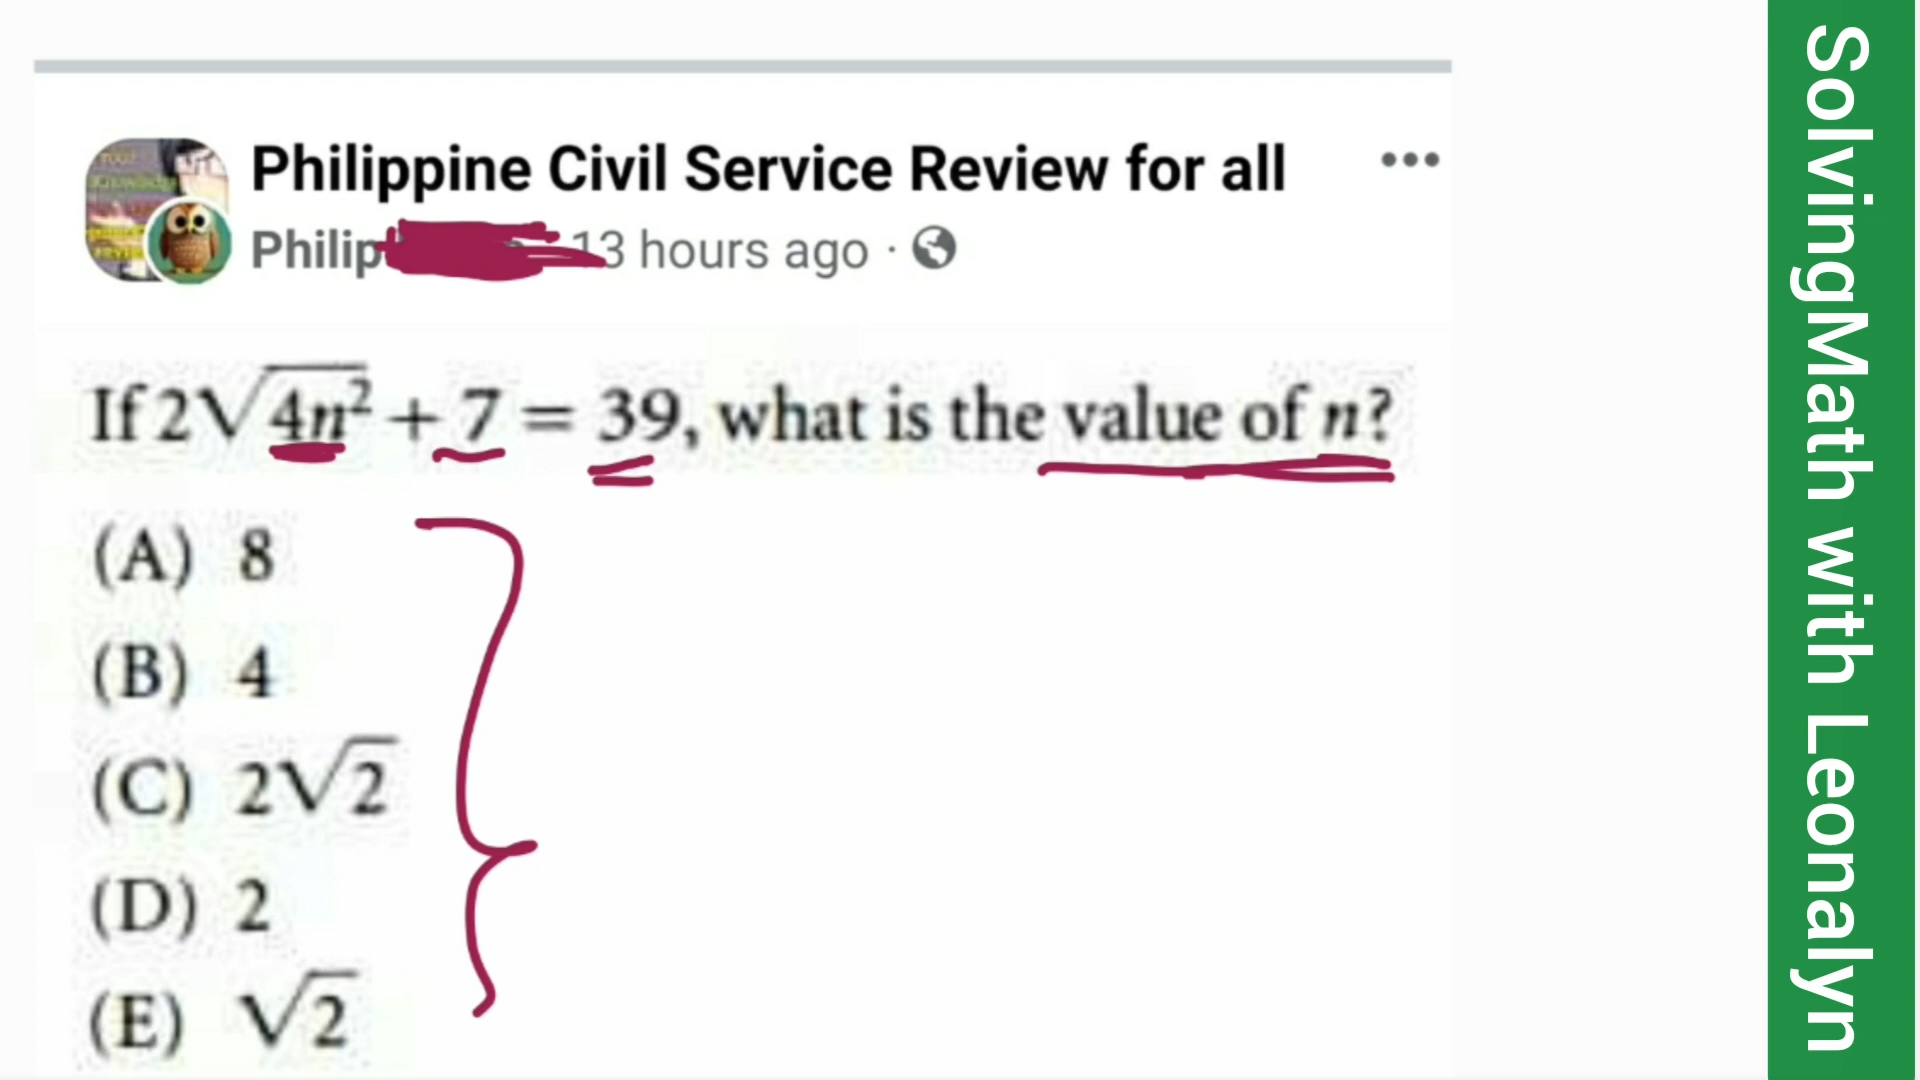 Philippine Civil Service Review for all
Philip 13 hours ago ·
If 2√4n² + 7 = 39, what is the value of n?
(A) 8
(B) 4
(C) 2√2
(D) 2
(E) √2
SolvingMath with Leonalyn